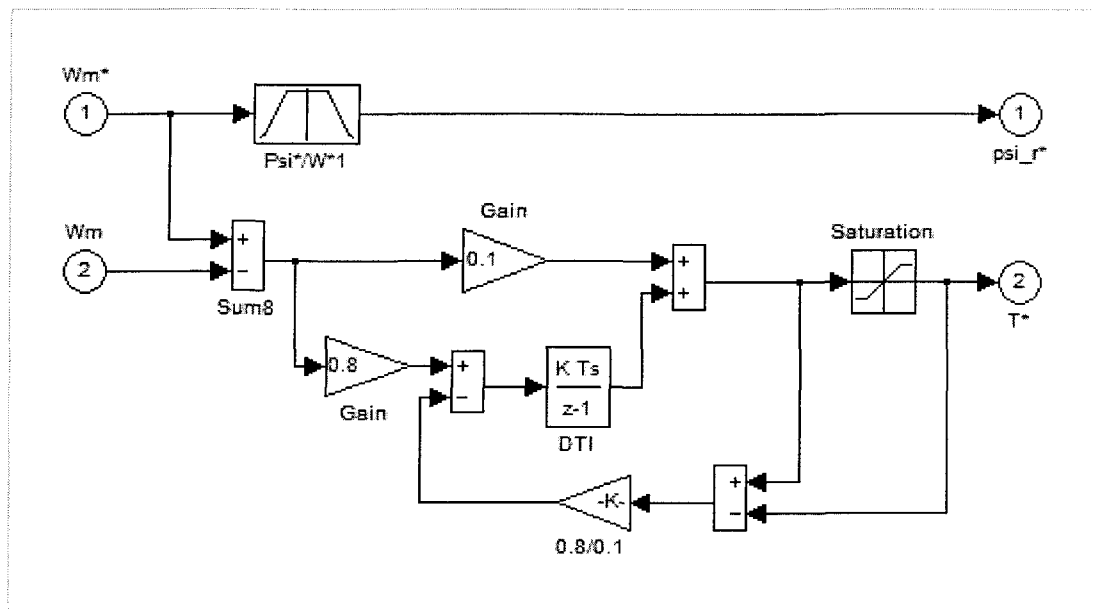 Wm*
1
Psi*/W*1
1
psi_r*
Wm
2
+
−
Sum8
Gain
0.1
+
+
Saturation
2
T*
0.8
Gain
+
−
K Ts
z-1
DTI
-K-
0.8/0.1
+
−